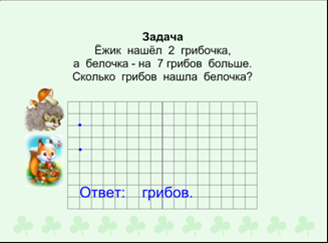 Задача
Ёжик нашёл 2 грибочка,
а белочка - на 7 грибов больше.
Сколько грибов нашла белочка?
Ответ: грибов.